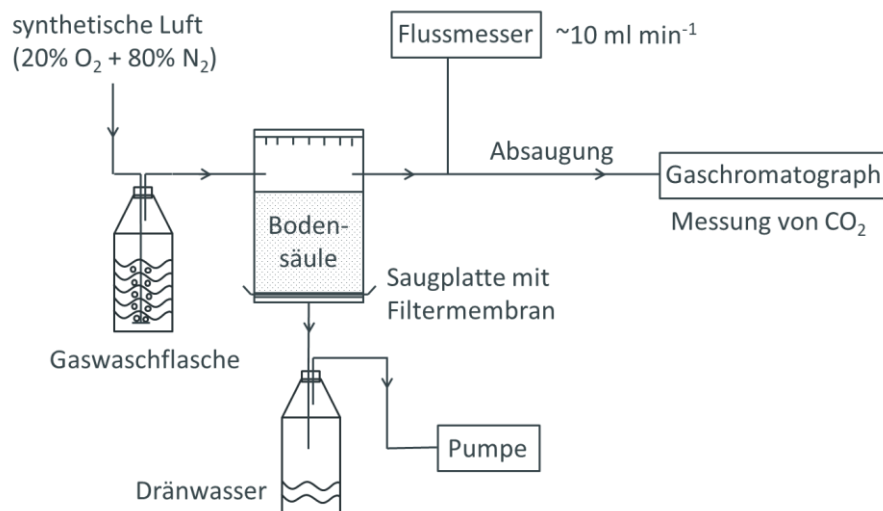 synthetische Luft
(20% O₂ + 80% N₂)
Flussmesser
~10 ml min⁻¹
Absaugung
Gaschromatograph
Messung von CO₂
Boden-
säule
Saugplatte mit
Filtermembran
Gaswaschflasche
Pumpe
Dränwasser